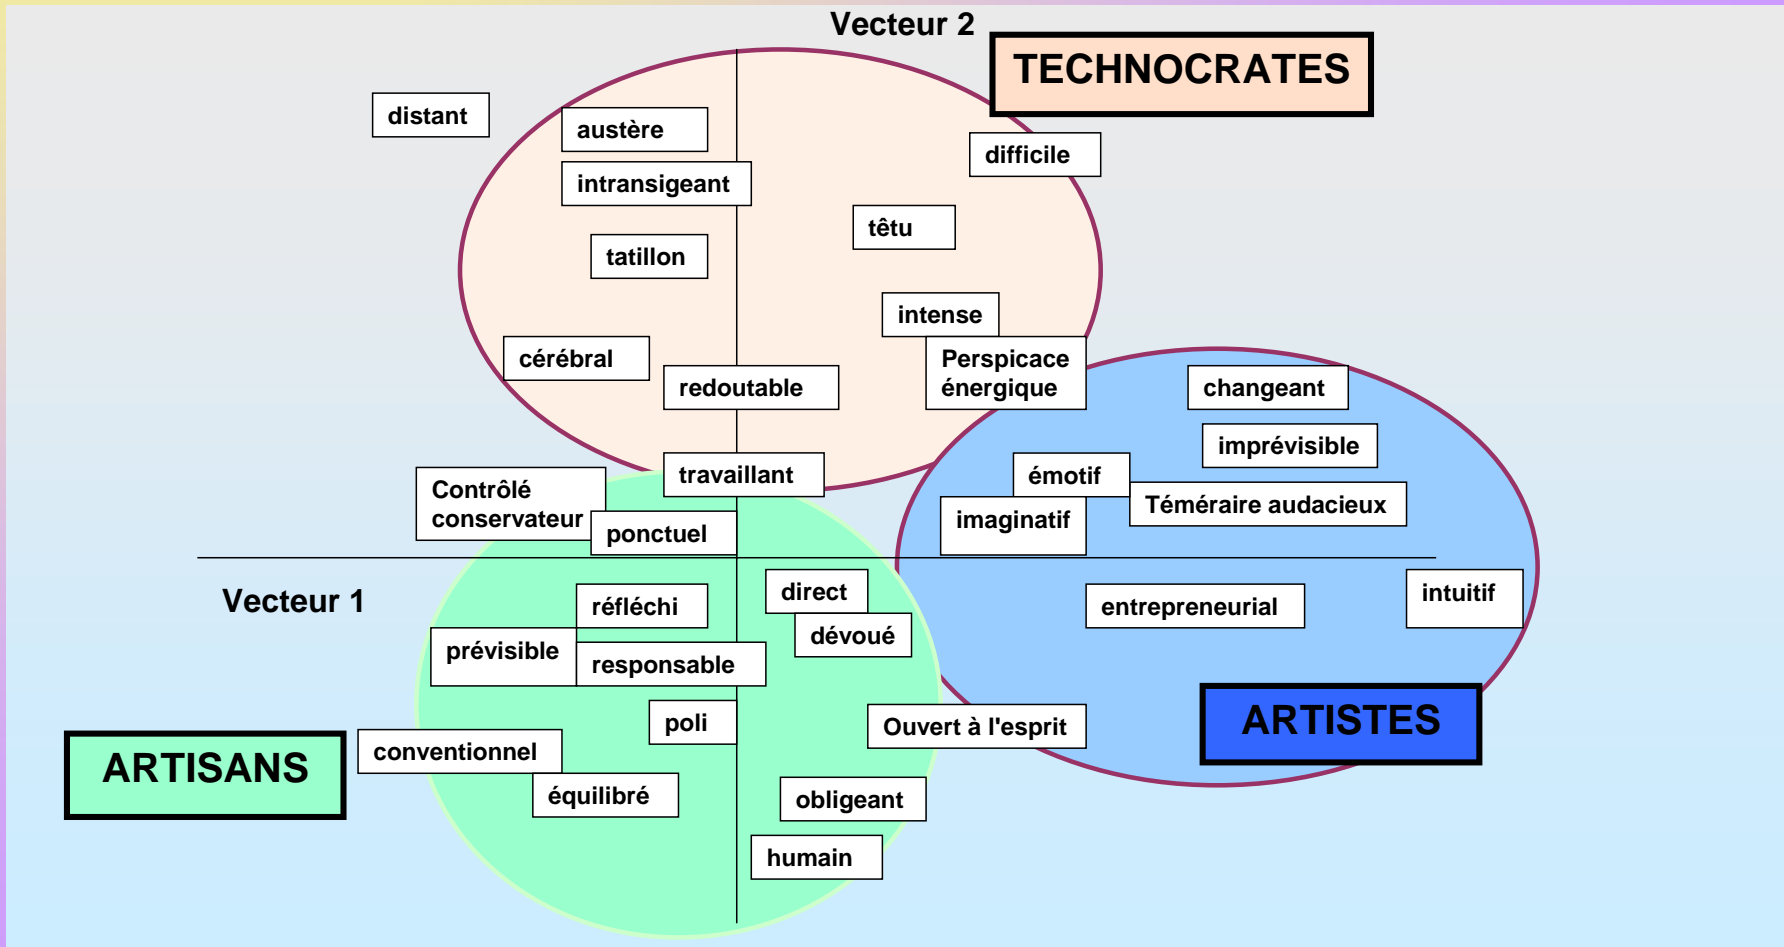 Vecteur 2
TECHNOCRATES
distant
austère
difficile
intransigeant
têtu
tatillon
intense
cérébral
Perspicace
énergique
redoutable
changeant
imprévisible
travaillant
émotif
Contrôlé
conservateur
Téméraire audacieux
imaginatif
ponctuel
Vecteur 1
réfléchi
direct
entrepreneurial
intuitif
dévoué
prévisible
responsable
poli
Ouvert à l'esprit
ARTISTES
conventionnel
ARTISANS
équilibré
obligeant
humain